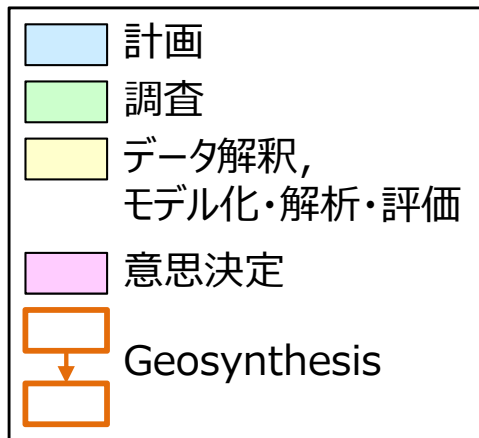 計画
調査
データ解釈,
モデル化・解析・評価
意思決定
Geosynthesis